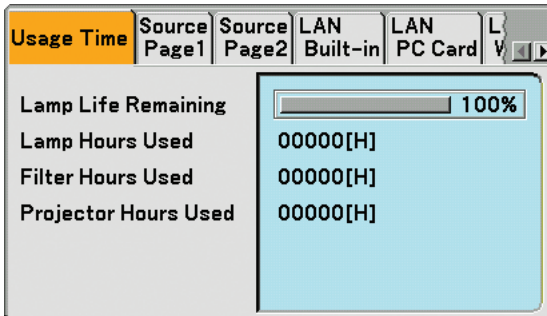 Usage Time
Source Page1
Source Page2
LAN Built-in
LAN PC Card
L
Lamp Life Remaining 100%
Lamp Hours Used 00000[H]
Filter Hours Used 00000[H]
Projector Hours Used 00000[H]